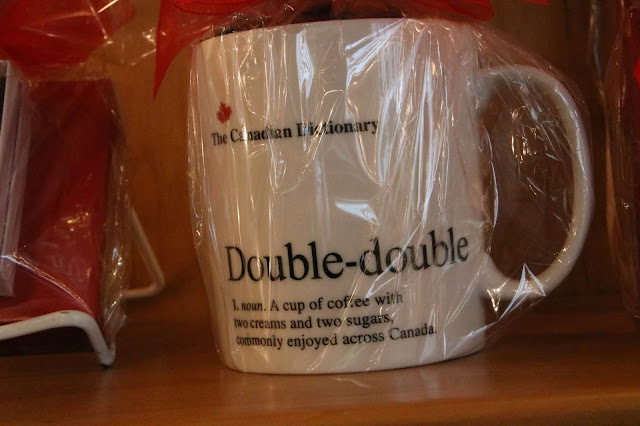 The Canadian Dictionary
Double-double
1. noun. A cup of coffee with
two creams and two sugars,
commonly enjoyed across Canada.